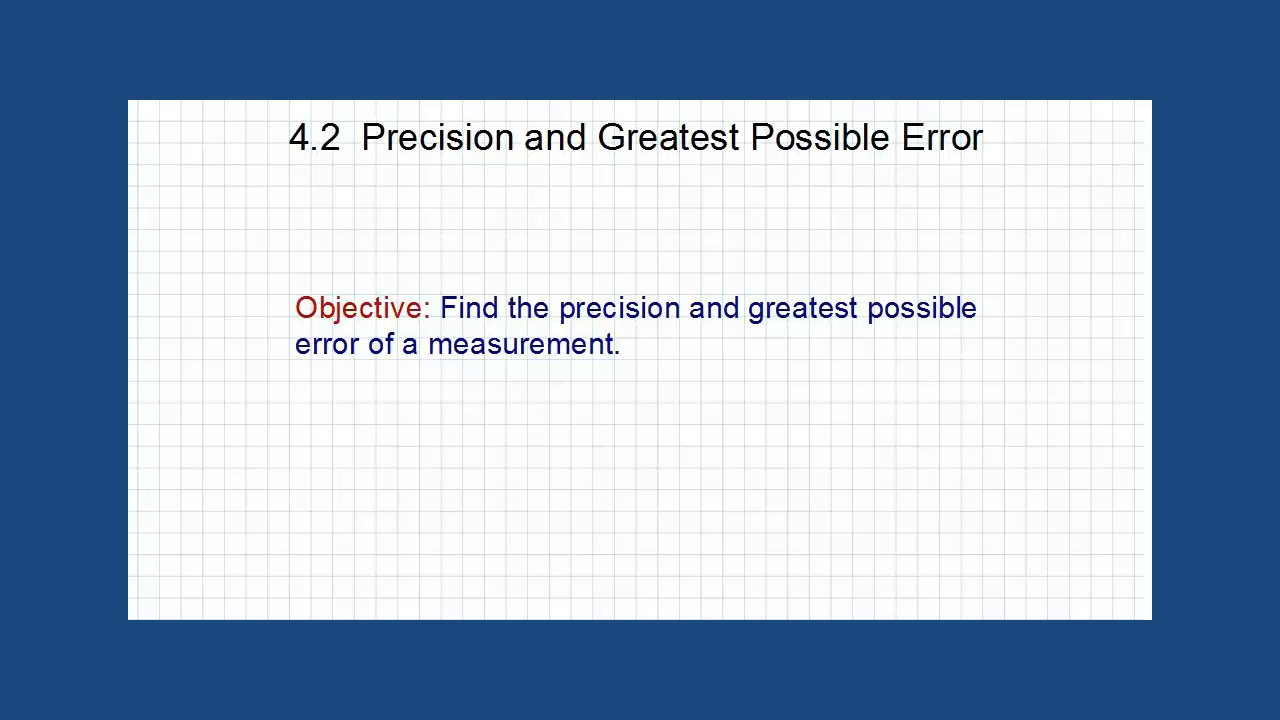 4.2 Precision and Greatest Possible Error
Objective: Find the precision and greatest possible
error of a measurement.